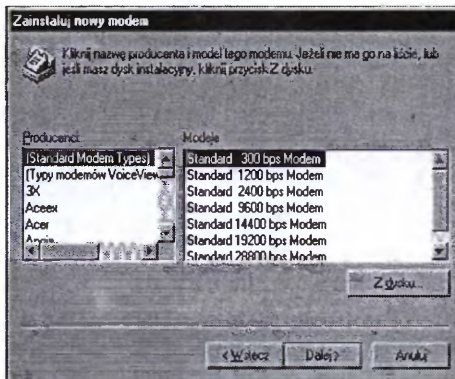 Zainstaluj nowy modem
Kliknij nazwę producenta i model tego modemu. Jeżeli nie ma go na liście, lub
jeśli masz dysk instalacyjny, kliknij przycisk Z dysku.
Producenci:
Modele
(Standard Modem Types)
(Typy modemów VoiceView
3X
Aceex
Acer
Standard 300 bps Modem
Standard 1200 bps Modem
Standard 2400 bps Modem
Standard 9600 bps Modem
Standard 14400 bps Modem
Standard 19200 bps Modem
Standard 28800 bps Modem
Z dysku...
< Wstecz
Dalej >
Anuluj